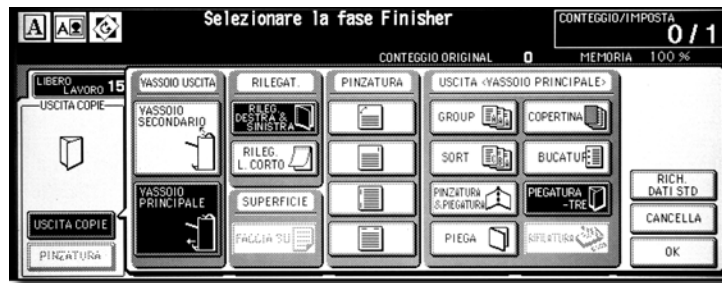 A A
Selezionare la fase Finisher
CONTEGGIO/IMPOSTA
0 / 1
CONTEGGIO ORIGINAL 0 MEMORIA 100 %
LIBERO
LAVORO 15
USCITA COPIE
USCITA COPIE
PINZATURA
VASSOIO USCITA
VASSOIO
SECONDARIO
VASSOIO
PRINCIPALE
RILEGAT.
RILEG.
DESTRA &
SINISTRA
RILEG.
L. CORTO
SUPERFICIE
FACCIA SU
PINZATURA
USCITA <VASSOIO PRINCIPALE>
GROUP
COPERTINA
SORT
BUCATUR
PINZATURA
&.PIEGATURA
PIEGATURA
-TRE
PIEGA
RIFILATURA
RICH.
DATI STD
CANCELLA
OK